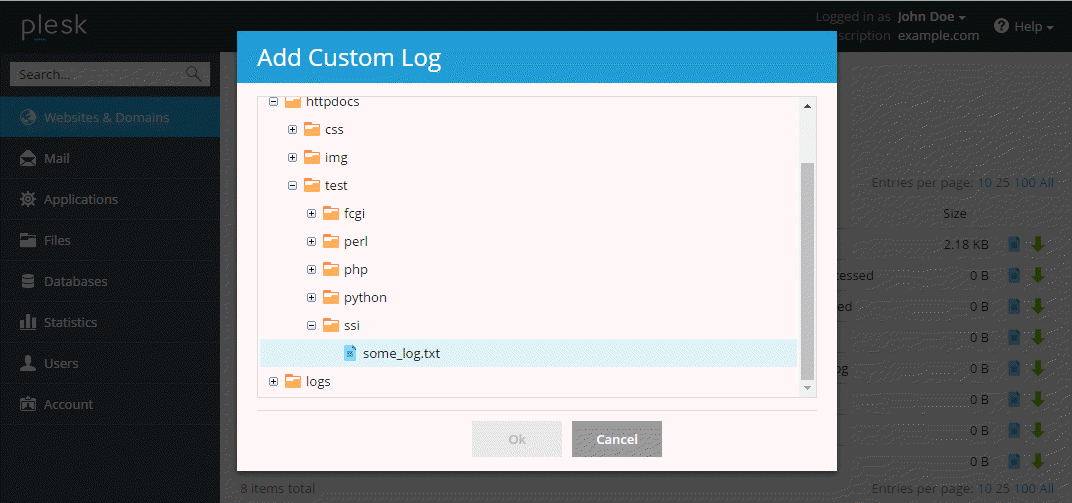 plesk
Logged in as John Doe
scription example.com
Help
Search...
Websites & Domains
Mail
Applications
Files
Databases
Statistics
Users
Account
Add Custom Log
httpdocs
css
img
test
fcgi
perl
php
python
ssi
some_log.txt
logs
Ok
Cancel
Entries per page: 10 25 100 All
Size
2.18 KB
essed 0 B
ed 0 B
0 B
og 0 B
0 B
0 B
0 B
8 items total
Entries per page: 10 25 100 All